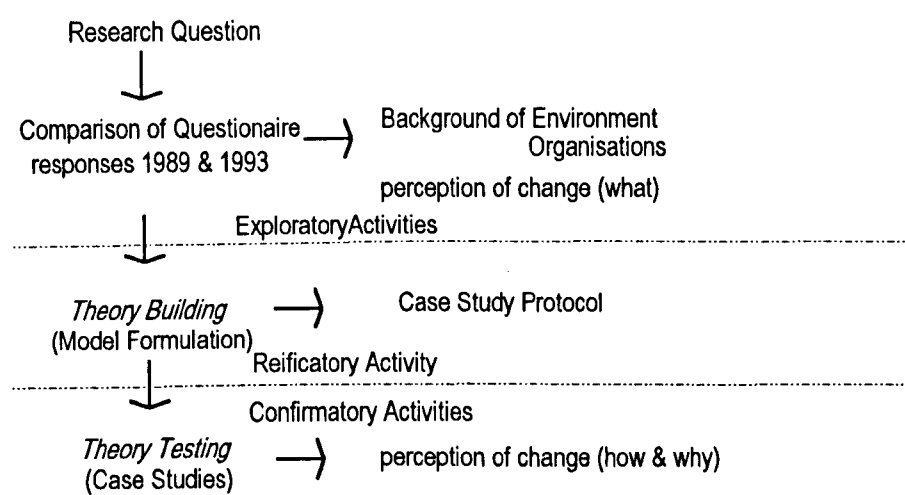 Research Question
Comparison of Questionaire
responses 1989 & 1993
Background of Environment
Organisations
perception of change (what)
ExploratoryActivities
Theory Building
(Model Formulation)
Case Study Protocol
Reificatory Activity
Confirmatory Activities
Theory Testing
(Case Studies)
perception of change (how & why)